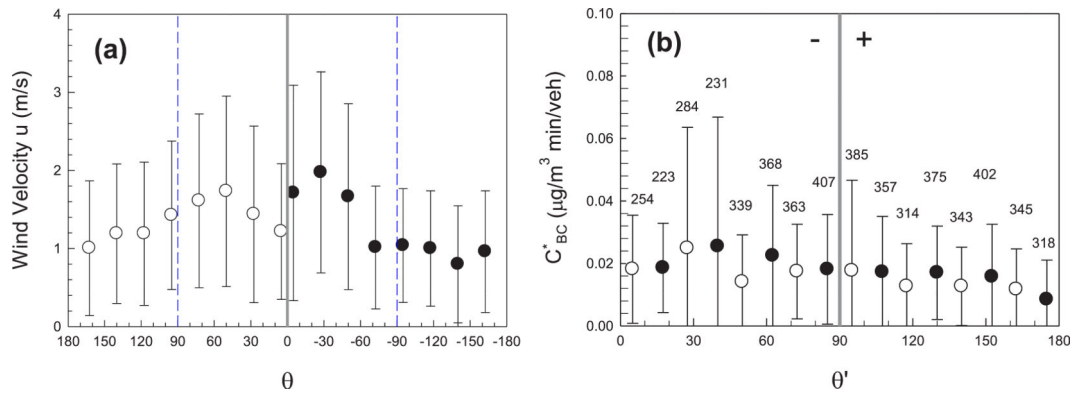 (a)
Wind Velocity u (m/s)
4
3
2
1
0
180 150 120 90 60 30 0 -30 -60 -90 -120 -150 -180
θ
(b)
- +
C*BC (µg/m³ min/veh)
0.10
0.08
0.06
0.04
0.02
0.00
254 223 284 231 339 368 363 407 385 357 314 375 343 402 345 318
0 30 60 90 120 150 180
θ'